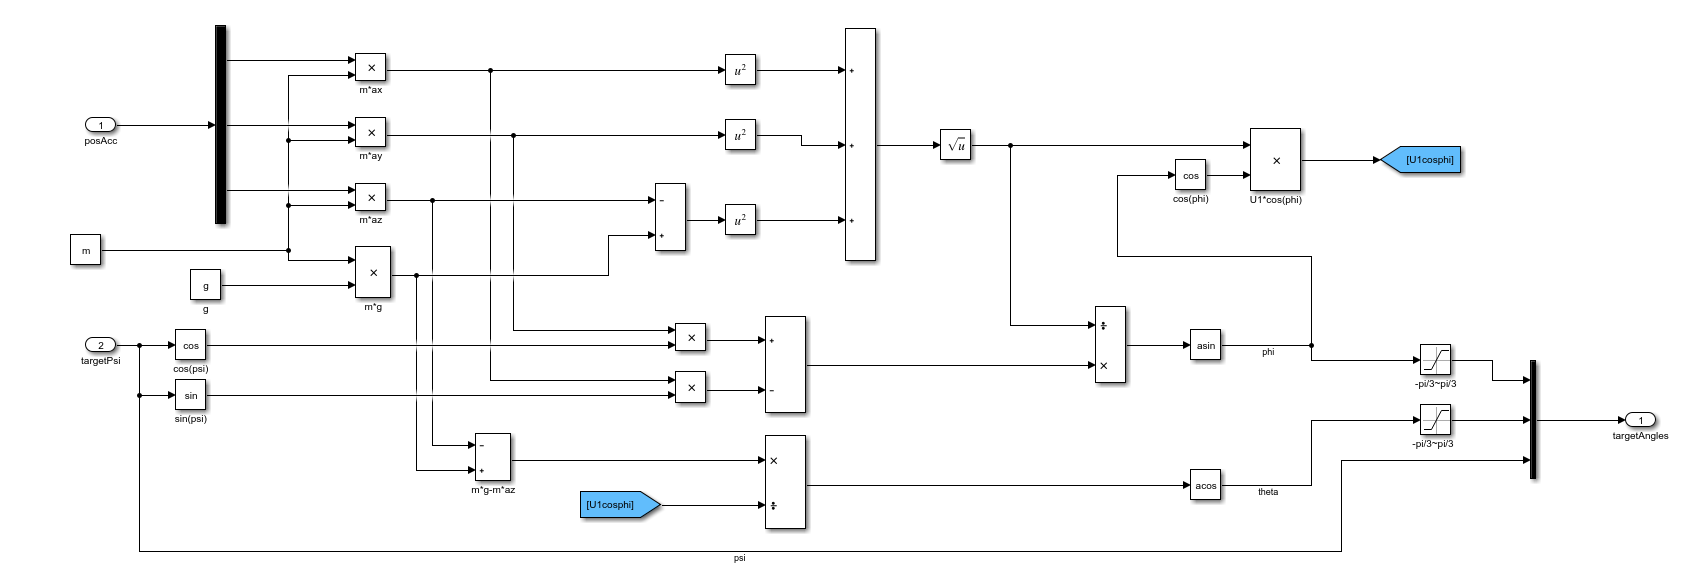 1
posAcc
×
m*ax
×
m*ay
×
m*az
m
g
g
×
m*g
u²
u²
u²
-
+
+
+
+
√u
cos
cos(phi)
×
U1*cos(phi)
[U1cosphi]
2
targetPsi
cos
cos(psi)
sin
sin(psi)
×
×
+
-
÷
×
asin
phi
-pi/3~pi/3
-pi/3~pi/3
1
targetAngles
-
+
m*g-m*az
[U1cosphi]
×
÷
acos
theta
psi